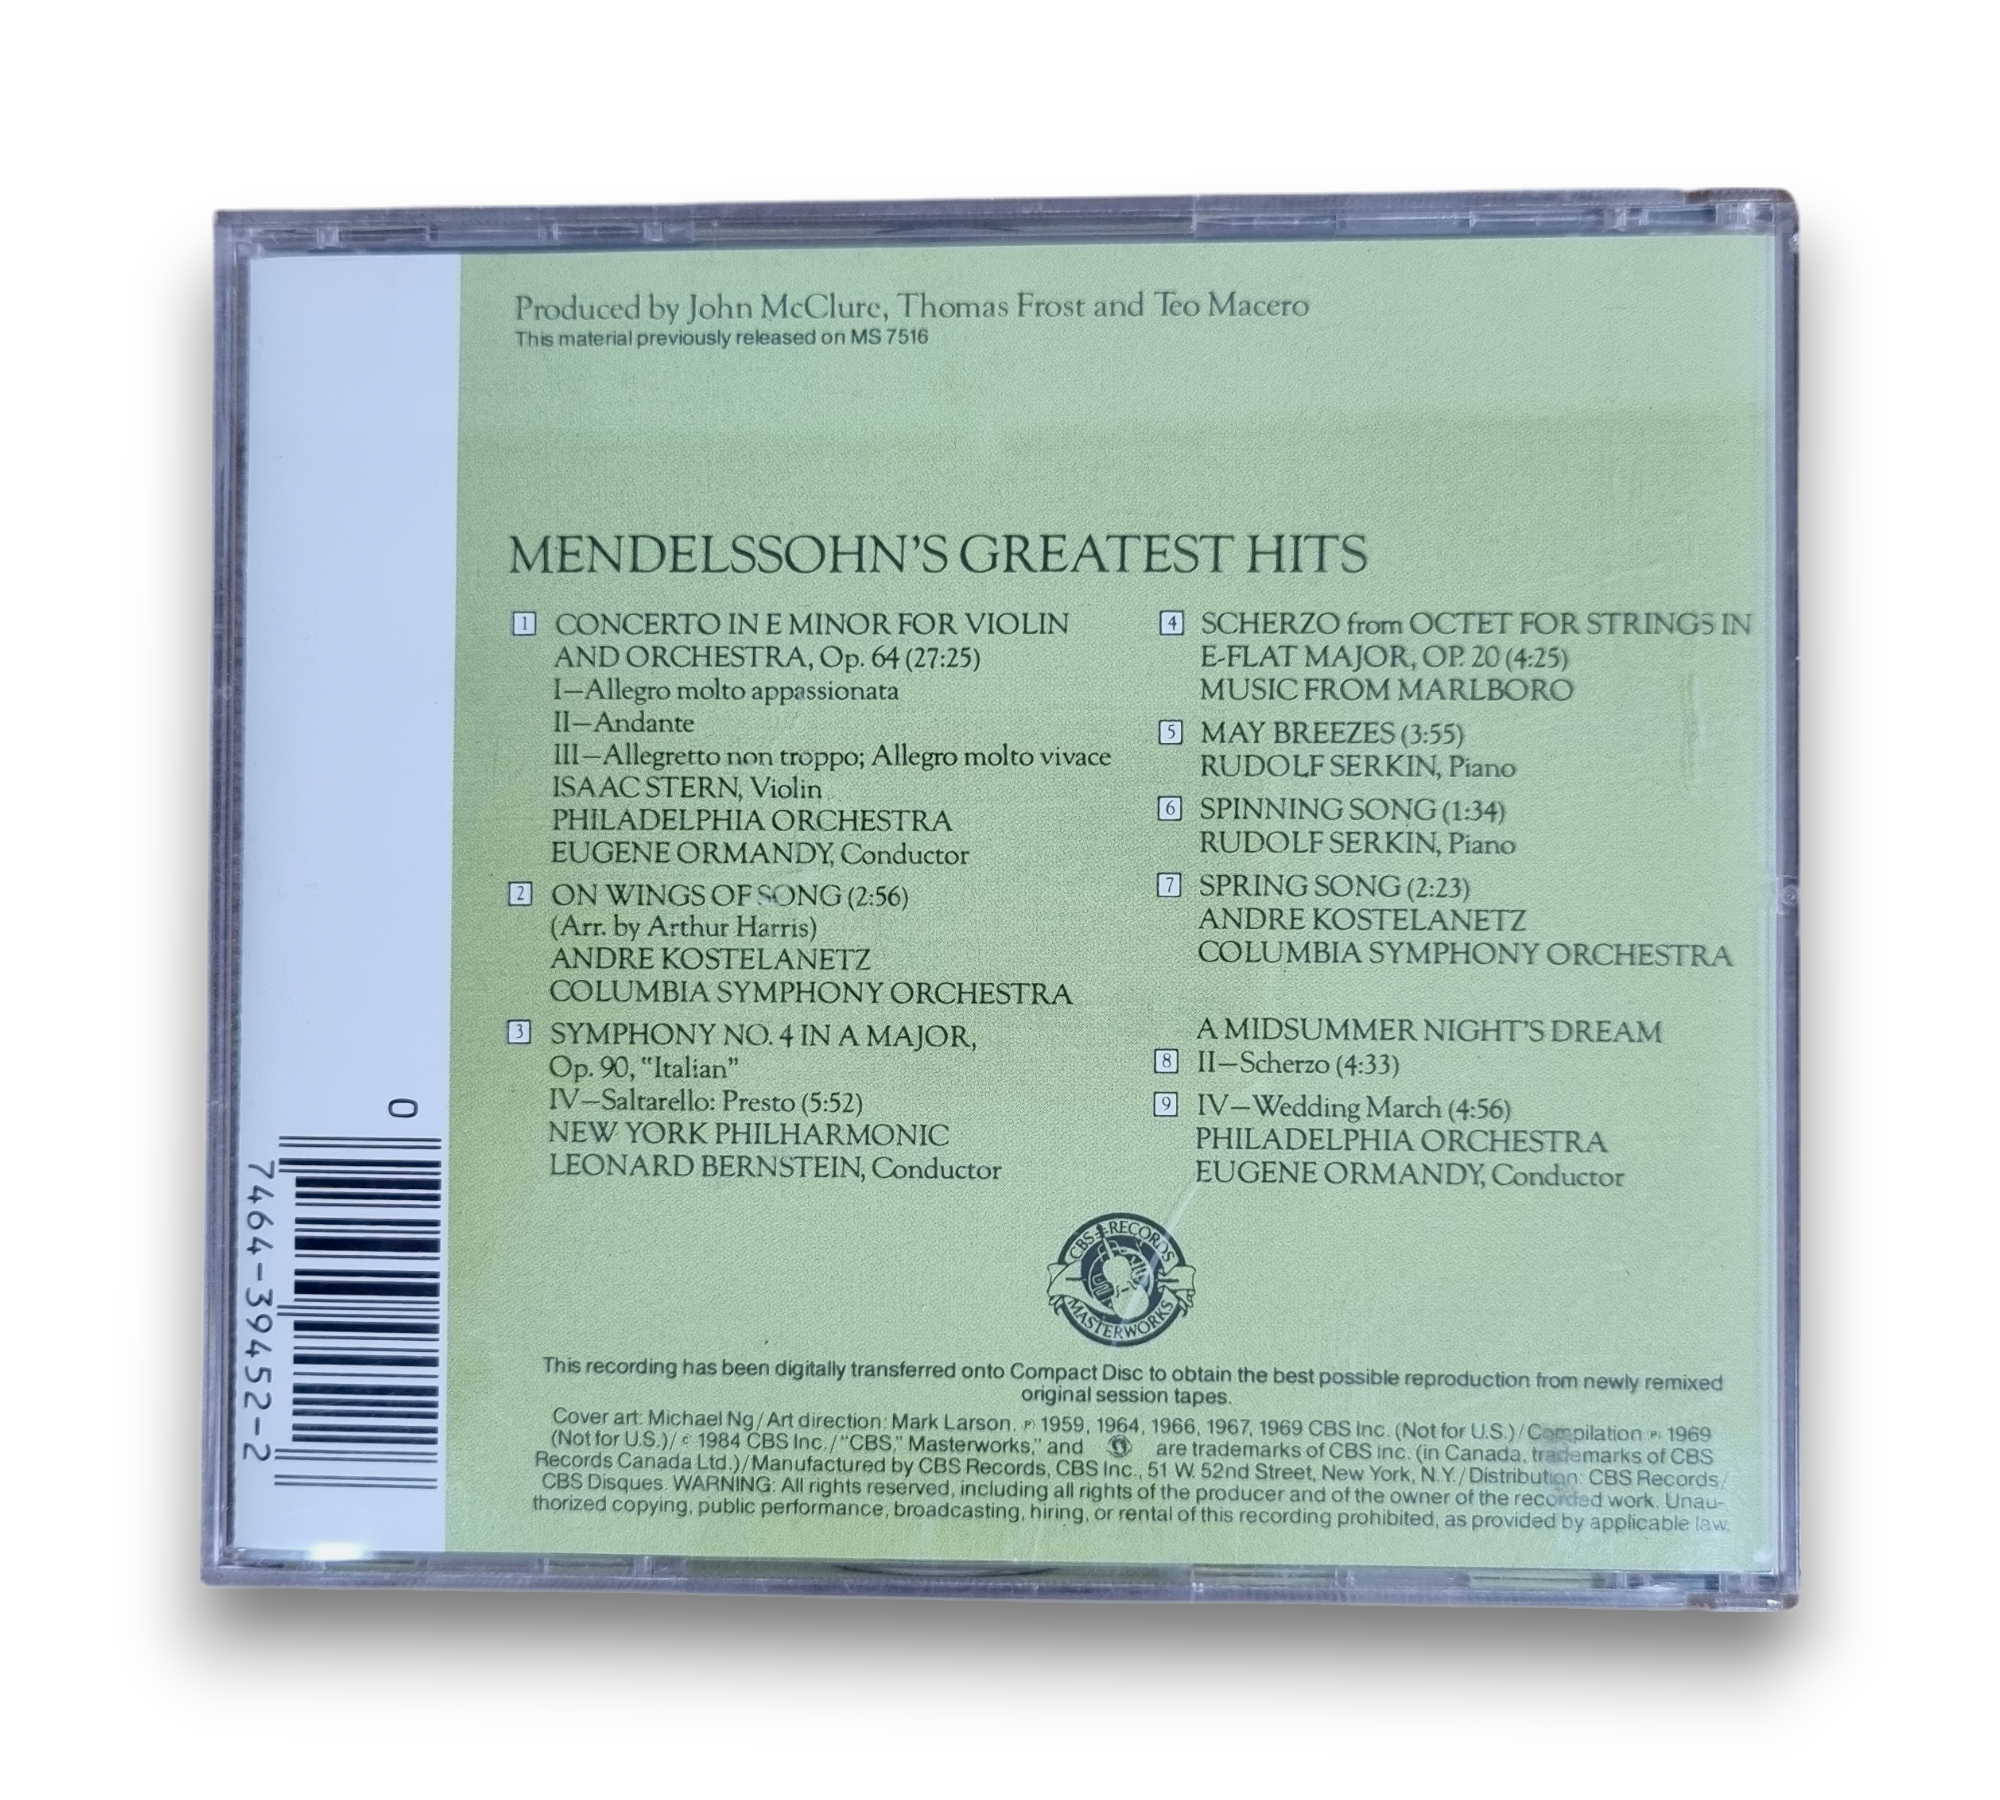 Produced by John McClure, Thomas Frost and Teo Macero
This material previously released on MS 7516
MENDELSSOHN'S GREATEST HITS
1 CONCERTO IN E MINOR FOR VIOLIN
AND ORCHESTRA, Op. 64 (27:25)
I—Allegro molto appassionata
II—Andante
III—Allegretto non troppo; Allegro molto vivace
ISAAC STERN, Violin
PHILADELPHIA ORCHESTRA
EUGENE ORMANDY, Conductor
2 ON WINGS OF SONG (2:56)
(Arr. by Arthur Harris)
ANDRE KOSTELANETZ
COLUMBIA SYMPHONY ORCHESTRA
3 SYMPHONY NO. 4 IN A MAJOR,
Op. 90, "Italian"
IV—Saltarello: Presto (5:52)
NEW YORK PHILHARMONIC
LEONARD BERNSTEIN, Conductor
4 SCHERZO from OCTET FOR STRINGS IN
E-FLAT MAJOR, OP. 20 (4:25)
MUSIC FROM MARLBORO
5 MAY BREEZES (3:55)
RUDOLF SERKIN, Piano
6 SPINNING SONG (1:34)
RUDOLF SERKIN, Piano
7 SPRING SONG (2:23)
ANDRE KOSTELANETZ
COLUMBIA SYMPHONY ORCHESTRA
A MIDSUMMER NIGHT'S DREAM
8 II—Scherzo (4:33)
9 IV—Wedding March (4:56)
PHILADELPHIA ORCHESTRA
EUGENE ORMANDY, Conductor
CBS RECORDS
MASTERWORKS
This recording has been digitally transferred onto Compact Disc to obtain the best possible reproduction from newly remixed
original session tapes.
Cover art: Michael Ng/Art direction: Mark Larson. ℗ 1959, 1964, 1966, 1967, 1969 CBS Inc. (Not for U.S.)/Compilation ℗ 1969
(Not for U.S.)/© 1984 CBS Inc./"CBS," Masterworks," and are trademarks of CBS Inc. (in Canada, trademarks of CBS
Records Canada Ltd.)/Manufactured by CBS Records, CBS Inc., 51 W. 52nd Street, New York, N.Y./Distribution: CBS Records/
CBS Disques. WARNING: All rights reserved, including all rights of the producer and of the owner of the recorded work. Unau-
thorized copying, public performance, broadcasting, hiring, or rental of this recording prohibited, as provided by applicable law.
0
7464-39452-2